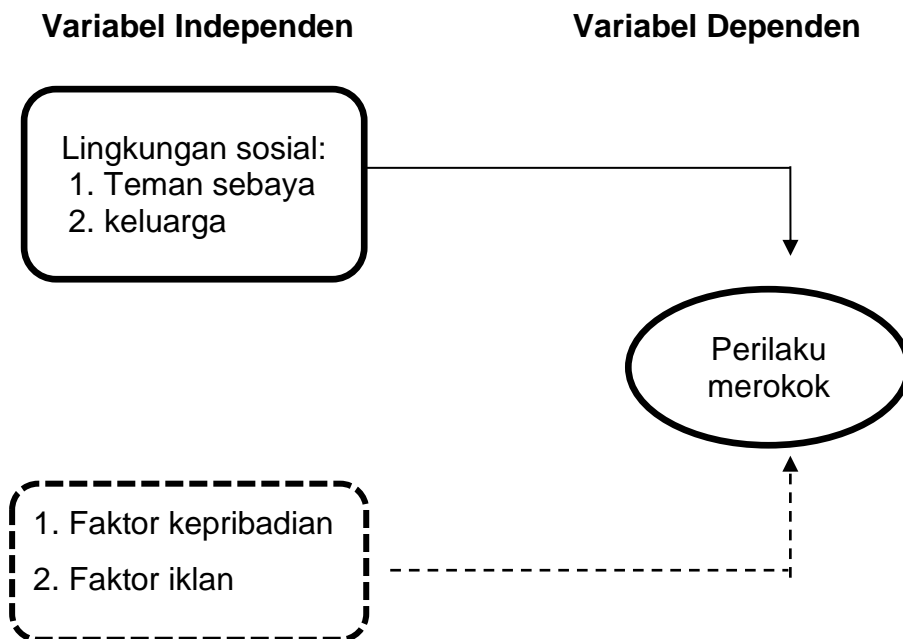 Variabel Independen
Variabel Dependen
Lingkungan sosial:
1. Teman sebaya
2. keluarga
Perilaku
merokok
1. Faktor kepribadian
2. Faktor iklan